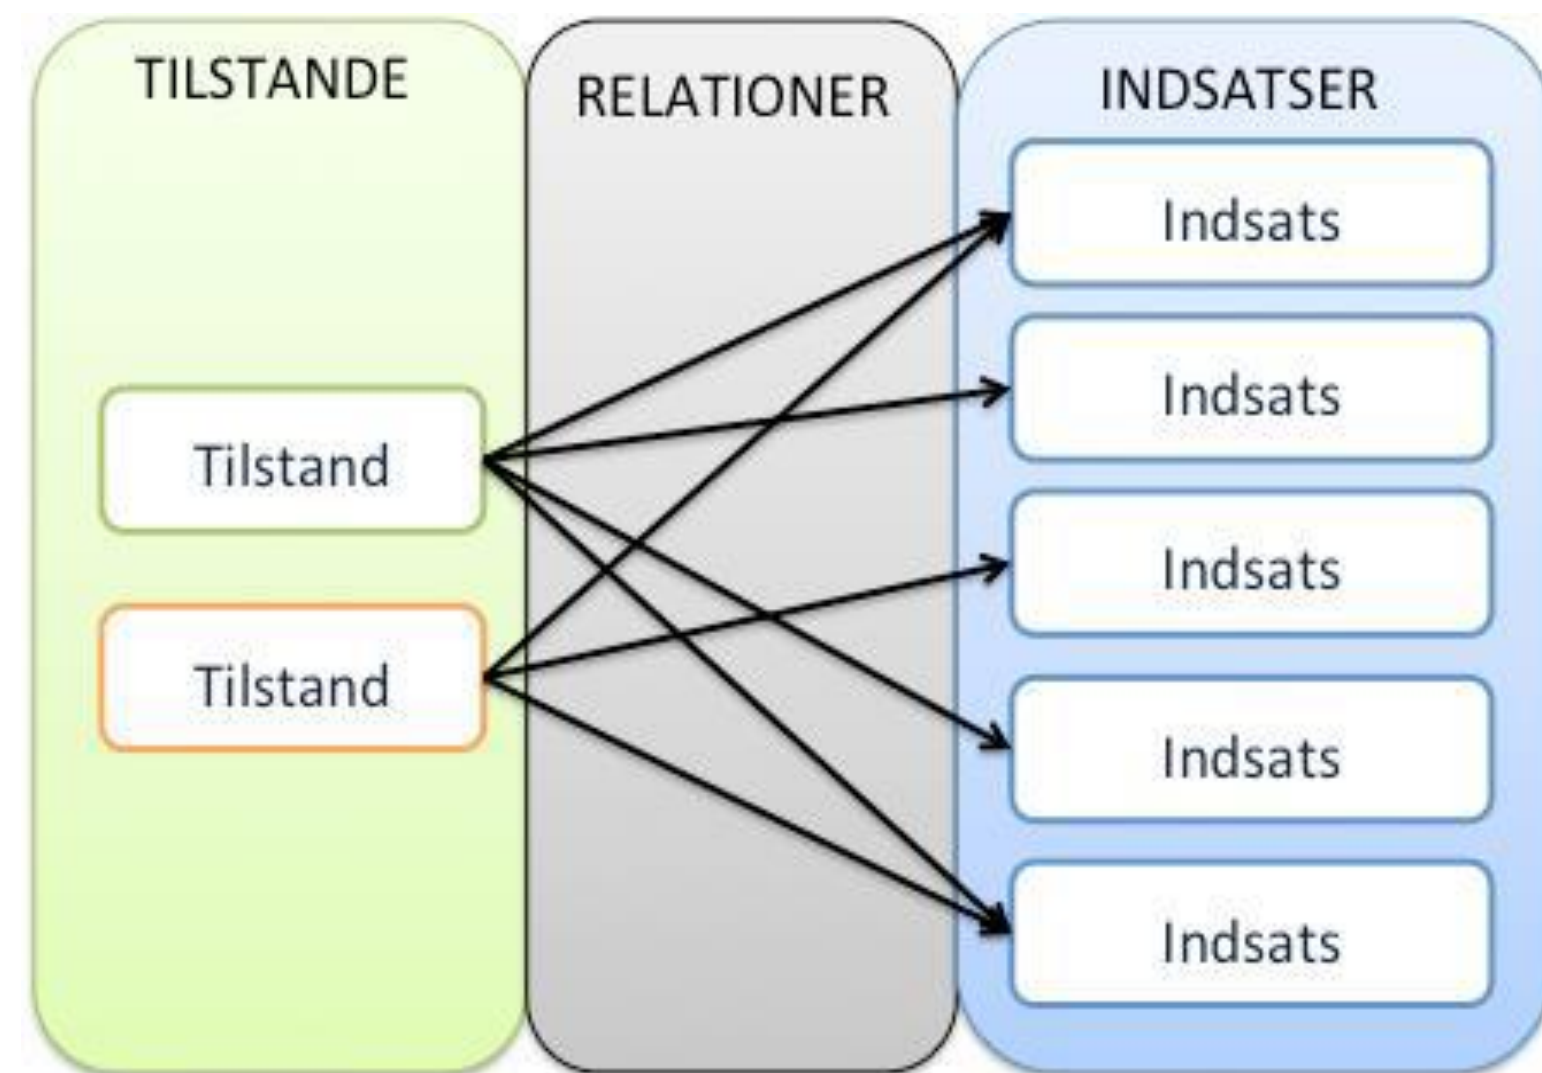 TILSTANDE
Tilstand
Tilstand
RELATIONER
INDSATSER
Indsats
Indsats
Indsats
Indsats
Indsats